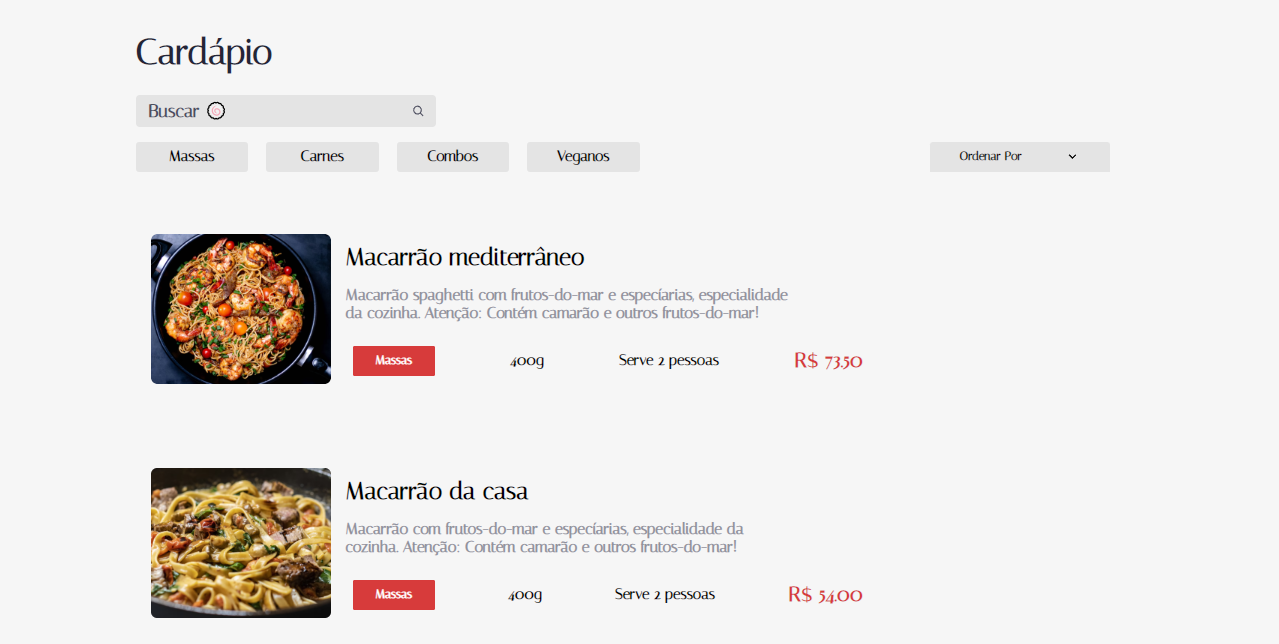 Cardápio
Buscar
Massas Carnes Combos Veganos Ordenar Por
Macarrão mediterrâneo
Macarrão spaghetti com frutos-do-mar e especíarias, especialidade
da cozinha. Atenção: Contém camarão e outros frutos-do-mar!
Massas 400g Serve 2 pessoas R$ 73.50
Macarrão da casa
Macarrão com frutos-do-mar e especíarias, especialidade da
cozinha. Atenção: Contém camarão e outros frutos-do-mar!
Massas 400g Serve 2 pessoas R$ 54.00